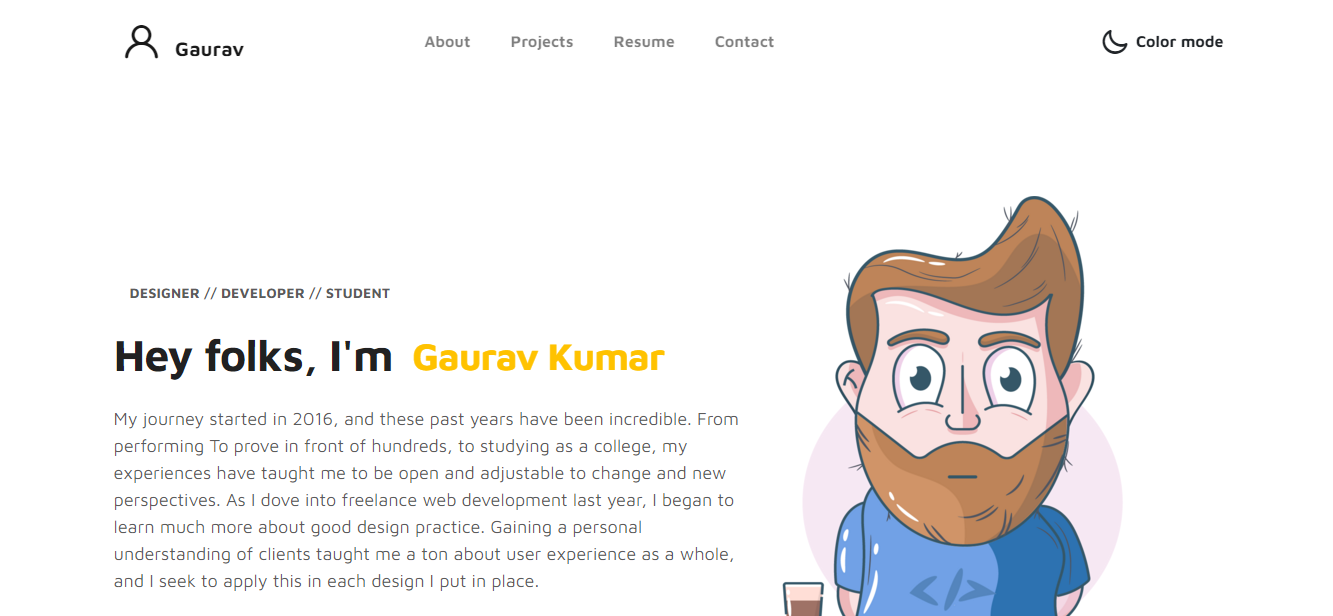 Gaurav
About Projects Resume Contact
Color mode
DESIGNER // DEVELOPER // STUDENT
Hey folks, I'm Gaurav Kumar
My journey started in 2016, and these past years have been incredible. From
performing To prove in front of hundreds, to studying as a college, my
experiences have taught me to be open and adjustable to change and new
perspectives. As I dove into freelance web development last year, I began to
learn much more about good design practice. Gaining a personal
understanding of clients taught me a ton about user experience as a whole,
and I seek to apply this in each design I put in place.
</>